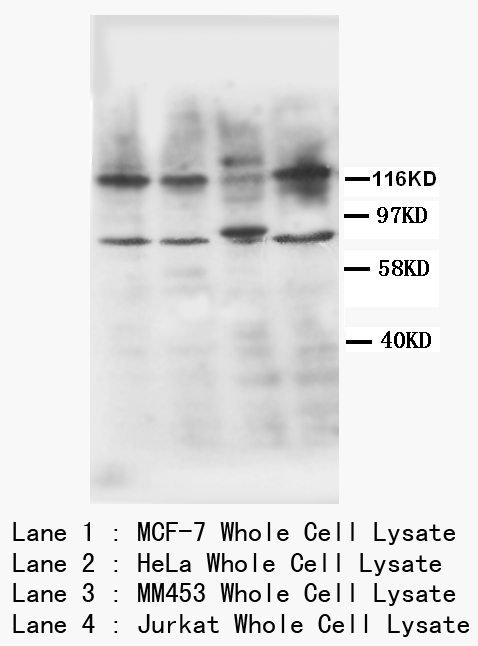 116KD
97KD
58KD
40KD
Lane 1 : MCF-7 Whole Cell Lysate
Lane 2 : HeLa Whole Cell Lysate
Lane 3 : MM453 Whole Cell Lysate
Lane 4 : Jurkat Whole Cell Lysate